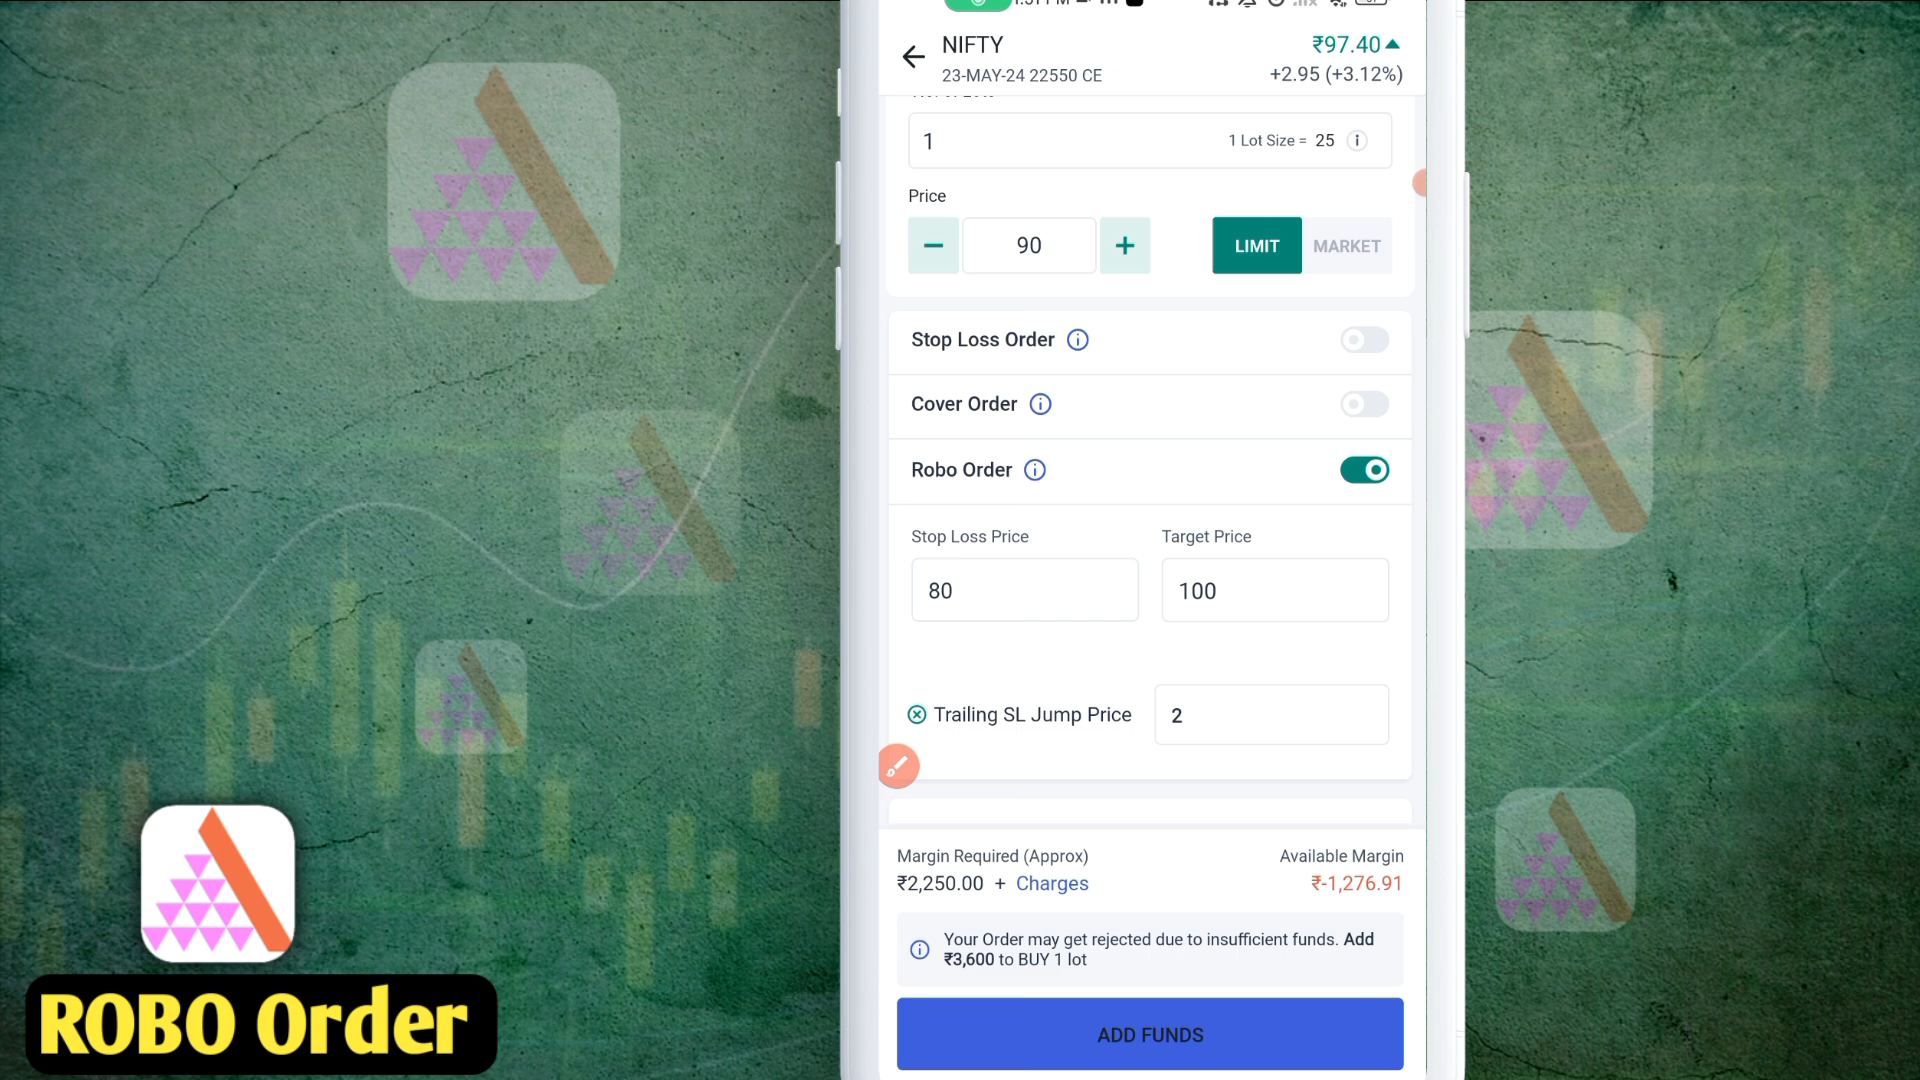 NIFTY
₹97.40
23-MAY-24 22550 CE
+2.95 (+3.12%)
1
1 Lot Size = 25
Price
90
LIMIT
MARKET
Stop Loss Order
Cover Order
Robo Order
Stop Loss Price
Target Price
80
100
Trailing SL Jump Price
2
Margin Required (Approx)
Available Margin
₹2,250.00 + Charges
₹-1,276.91
Your Order may get rejected due to insufficient funds. Add
₹3,600 to BUY 1 lot
ADD FUNDS
ROBO Order